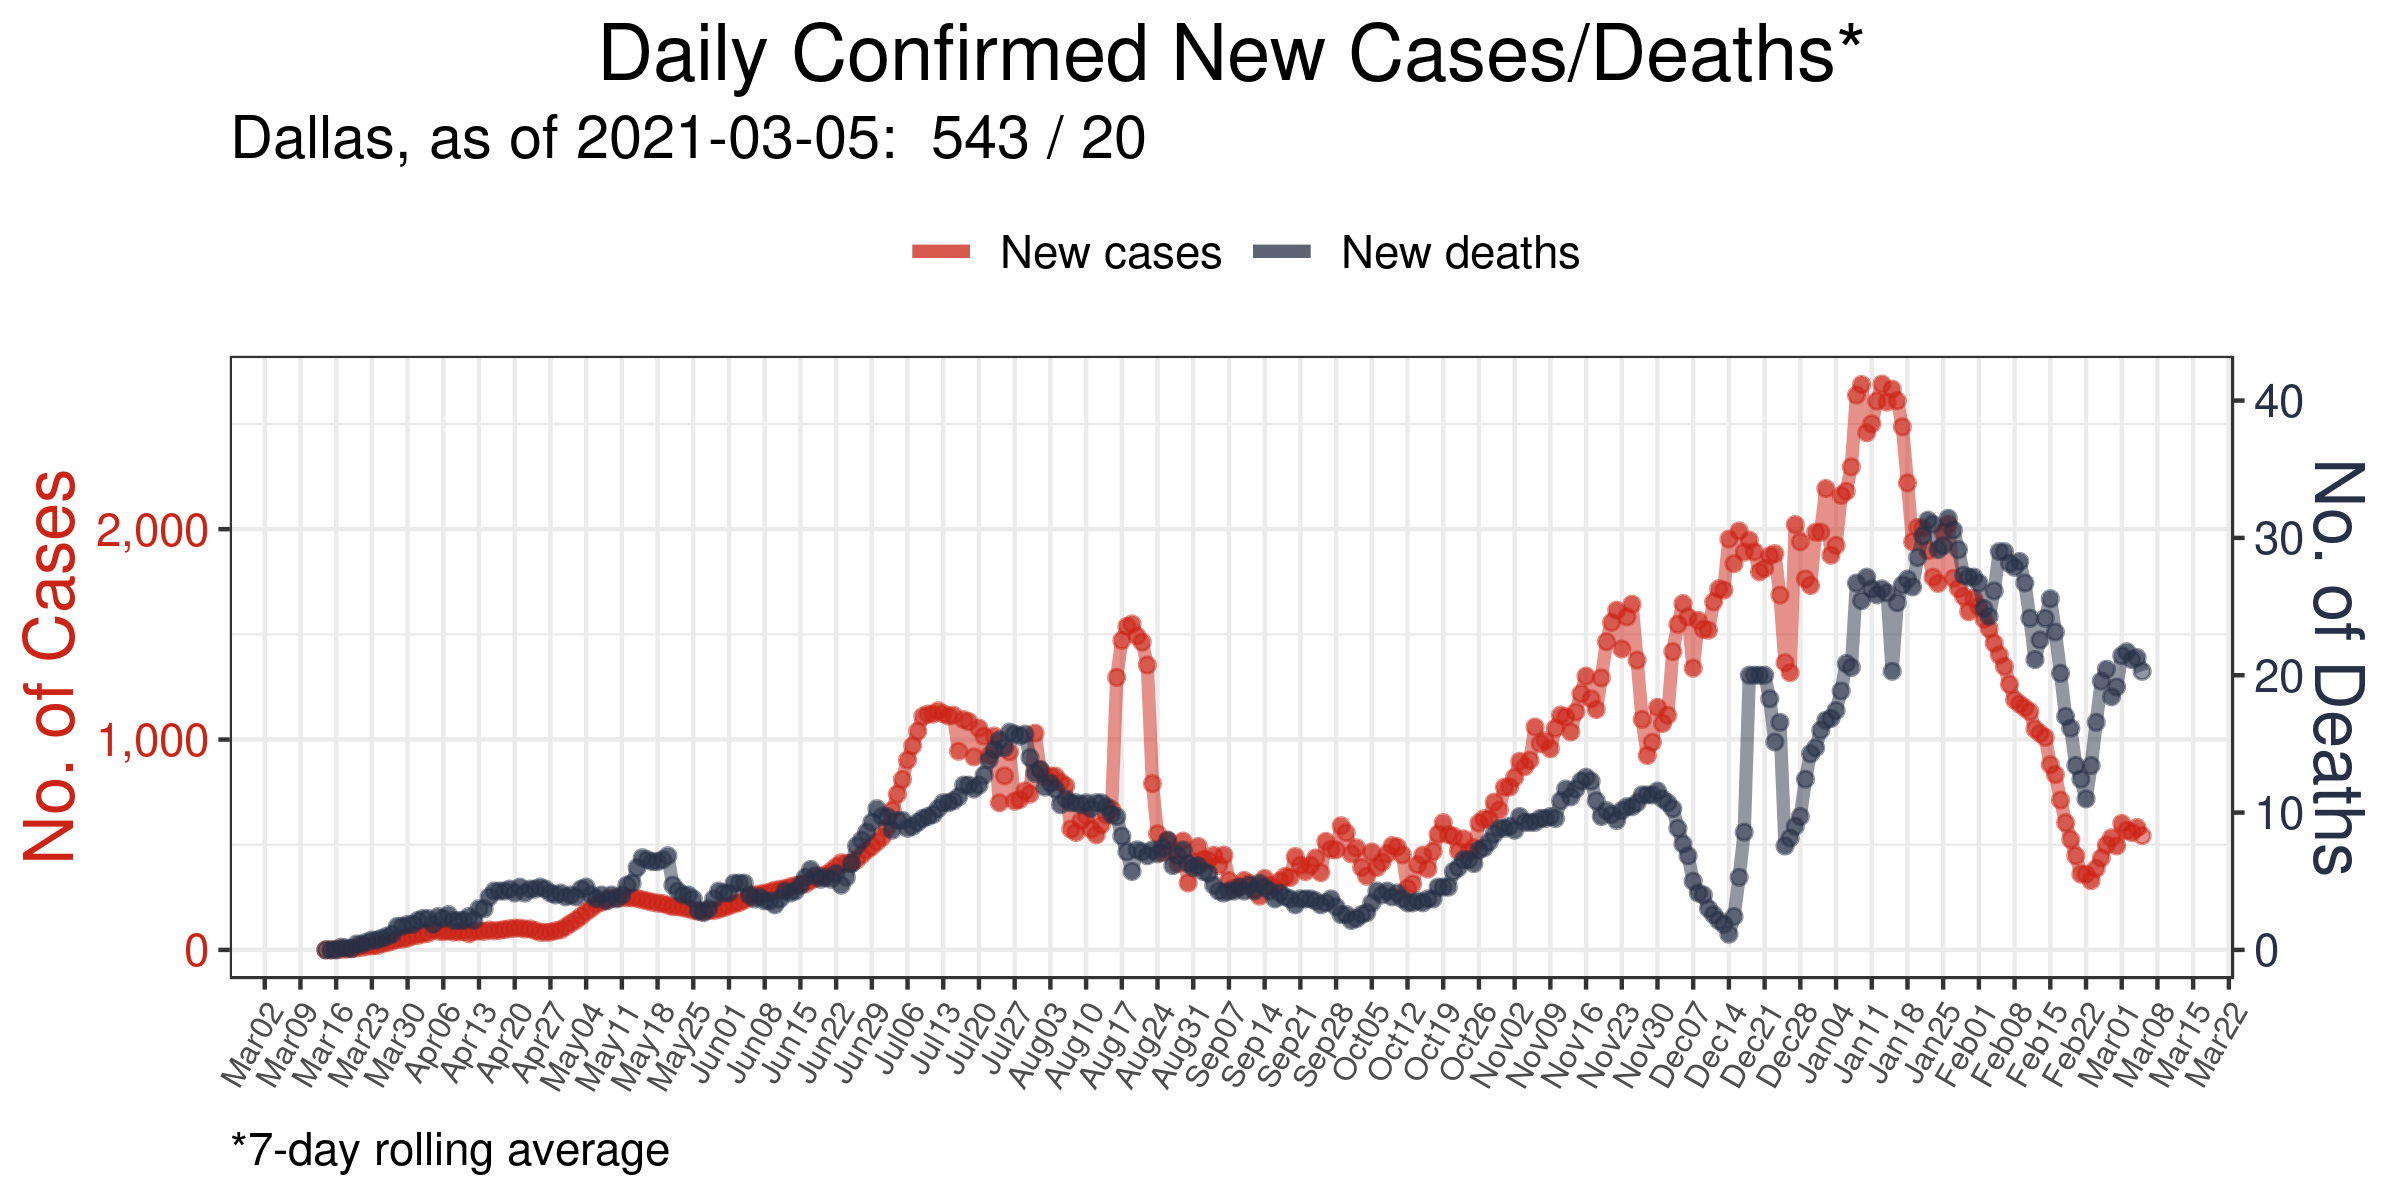 Daily Confirmed New Cases/Deaths*
Dallas, as of 2021-03-05:  543 / 20
New cases
New deaths
No. of Cases
2,000
1,000
0
40
30
20
10
0
No. of Deaths
Mar02
Mar09
Mar16
Mar23
Mar30
Apr06
Apr13
Apr20
Apr27
May04
May11
May18
May25
Jun01
Jun08
Jun15
Jun22
Jun29
Jul06
Jul13
Jul20
Jul27
Aug03
Aug10
Aug17
Aug24
Aug31
Sep07
Sep14
Sep21
Sep28
Oct05
Oct12
Oct19
Oct26
Nov02
Nov09
Nov16
Nov23
Nov30
Dec07
Dec14
Dec21
Dec28
Dec04
Jan11
Jan18
Jan25
Feb01
Feb08
Feb15
Feb22
Mar01
Mar08
Mar15
Mar22
*7-day rolling average